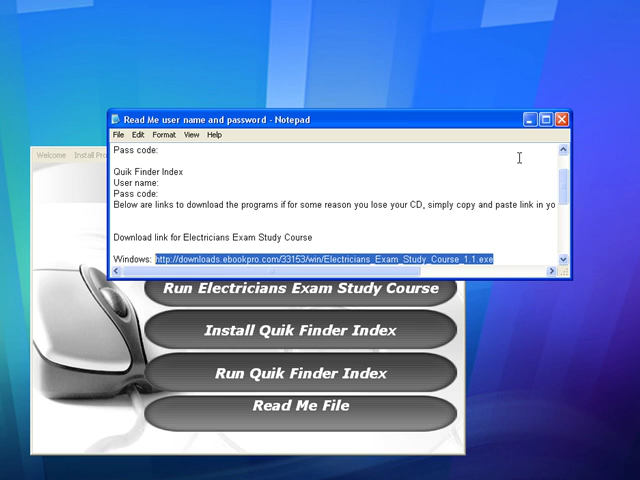 Read Me user name and password - Notepad
File Edit Format View Help
Pass code:
Quik Finder Index
User name:
Pass code:
Below are links to download the programs if for some reason you lose your CD, simply copy and paste link in yo
Download link for Electricians Exam Study Course
Windows: http://downloads.ebookpro.com/33153/win/Electricians_Exam_Study_Course_1.1.exe
Welcome Install Pro
Run Electricians Exam Study Course
Install Quik Finder Index
Run Quik Finder Index
Read Me File